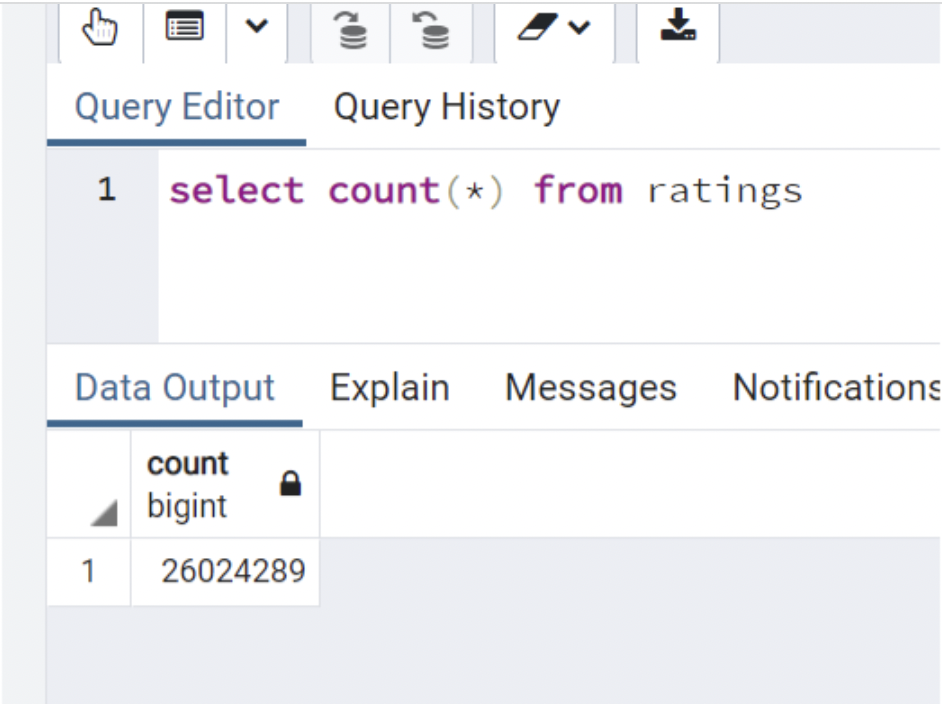 Query Editor Query History
1 select count(*) from ratings
Data Output Explain Messages Notifications
count
bigint
1 26024289